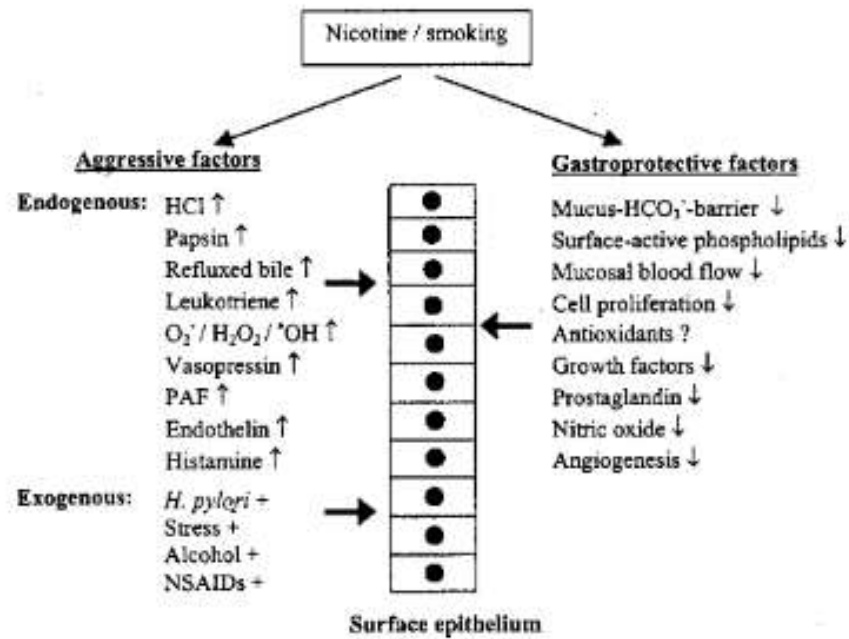 Nicotine / smoking
Aggressive factors
Endogenous: HCl ↑
Papsin ↑
Refluxed bile ↑
Leukotriene ↑
O₂⁻ / H₂O₂ / •OH ↑
Vasopressin ↑
PAF ↑
Endothelin ↑
Histamine ↑
Exogenous: H. pylori +
Stress +
Alcohol +
NSAIDs +
Gastroprotective factors
Mucus-HCO₃⁻-barrier ↓
Surface-active phospholipids ↓
Mucosal blood flow ↓
Cell proliferation ↓
Antioxidants ?
Growth factors ↓
Prostaglandin ↓
Nitric oxide ↓
Angiogenesis ↓
Surface epithelium